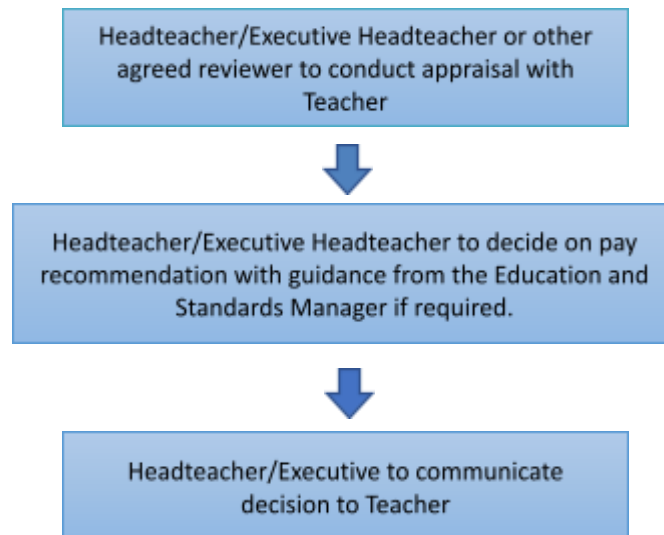 Headteacher/Executive Headteacher or other
agreed reviewer to conduct appraisal with
Teacher
Headteacher/Executive Headteacher to decide on pay
recommendation with guidance from the Education and
Standards Manager if required.
Headteacher/Executive to communicate
decision to Teacher